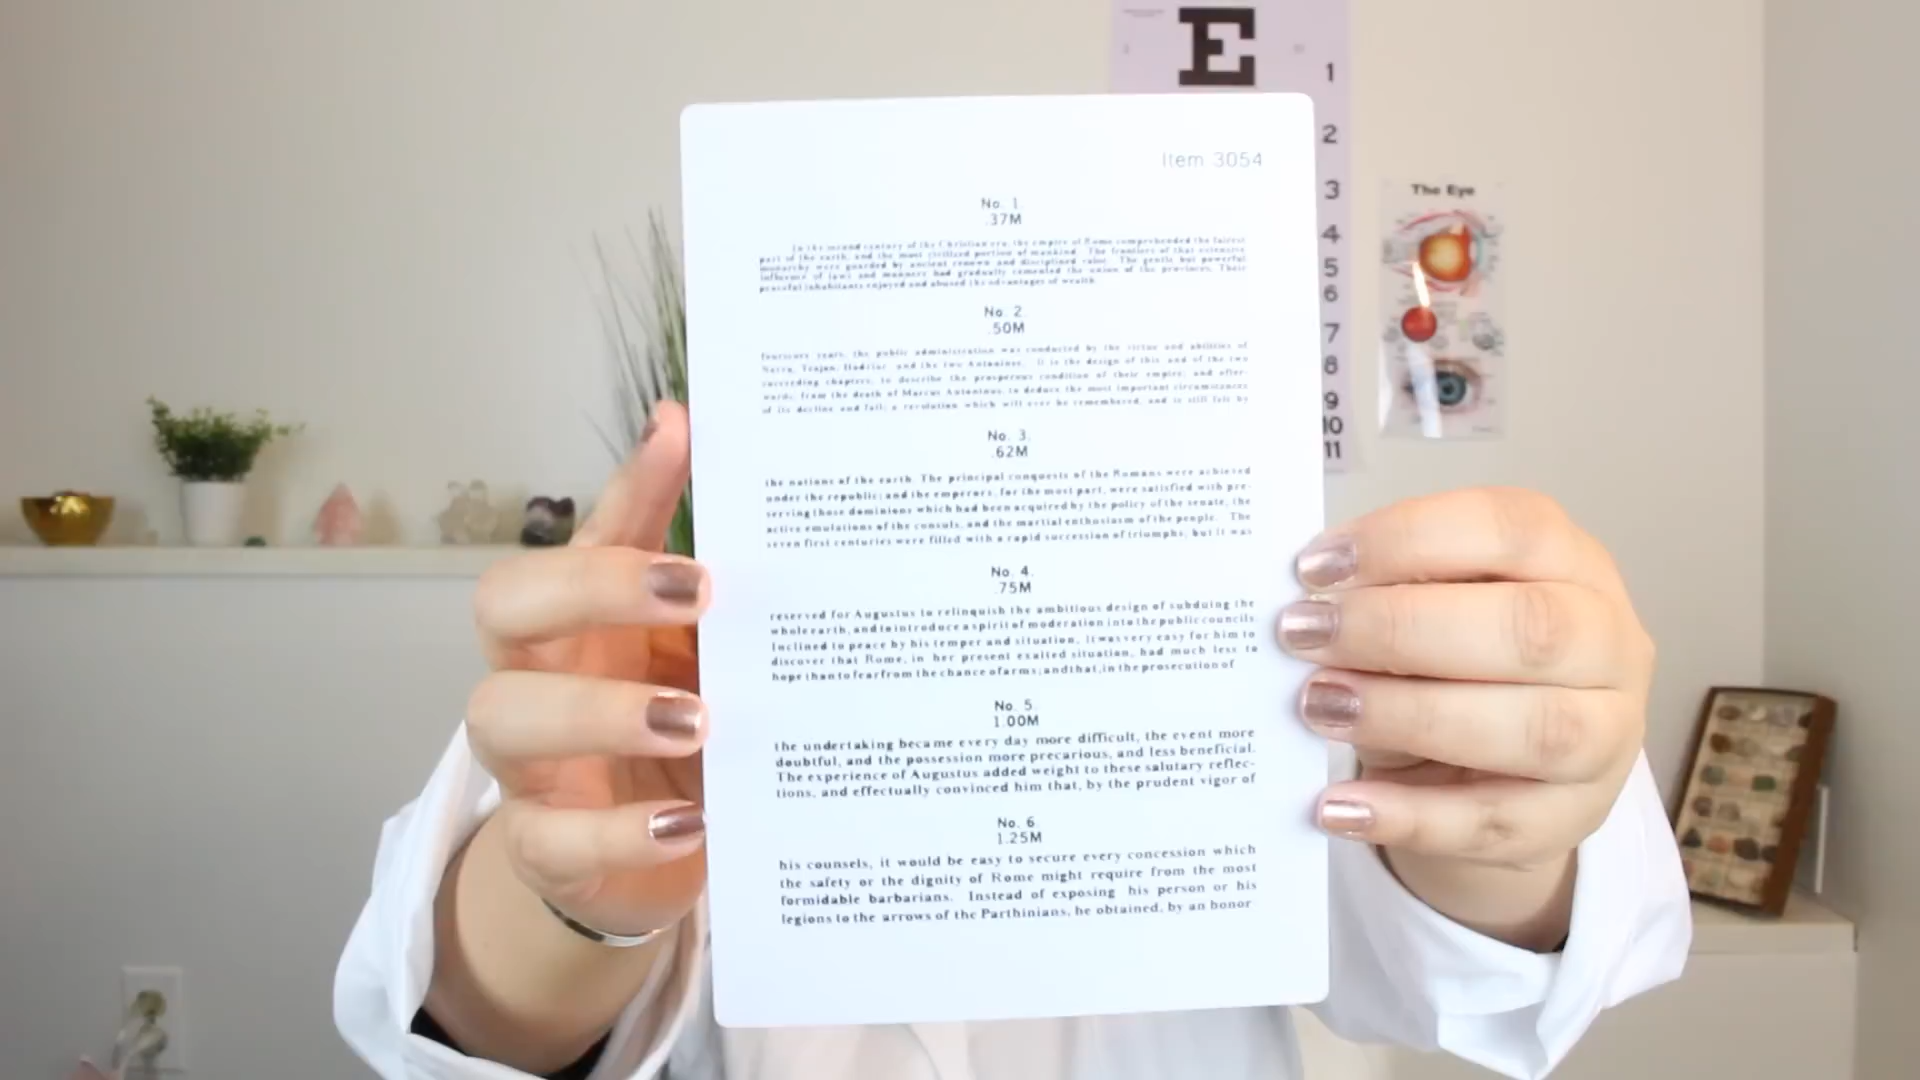 E
1
2
3
4
5
6
7
8
9
10
11
The Eye
Item 3054
No. 1.
.37M
In the second century of the Christian era, the empire of Rome comprehended the fairest
part of the earth, and the most civilized portion of mankind. The frontiers of that extensive
monarchy were guarded by ancient renown and disciplined valor. The gentle but powerful
influence of laws and manners had gradually cemented the union of the provinces. Their
peaceful inhabitants enjoyed and abused the advantages of wealth.
No. 2.
.50M
fourscore years, the public administration was conducted by the virtue and abilities of
Nerva, Trajan, Hadrian and the two Antonines. It is the design of this and of the two
succeeding chapters, to describe the prosperous condition of their empire; and after-
wards, from the death of Marcus Antoninus, to deduce the most important circumstances
of its decline and fall; a revolution which will ever be remembered, and is still felt by
No. 3.
.62M
the nations of the earth. The principal conquests of the Romans were achieved
under the republic; and the emperors, for the most part, were satisfied with pre-
serving those dominions which had been acquired by the policy of the senate, the
active emulations of the consuls, and the martial enthusiasm of the people. The
seven first centuries were filled with a rapid succession of triumphs; but it was
No. 4.
.75M
reserved for Augustus to relinquish the ambitious design of subduing the
whole earth, and to introduce a spirit of moderation into the public councils.
Inclined to peace by his temper and situation, it was very easy for him to
discover that Rome, in her present exalted situation, had much less to
hope than to fear from the chance of arms; and that, in the prosecution of
No. 5.
1.00M
the undertaking became every day more difficult, the event more
doubtful, and the possession more precarious, and less beneficial.
The experience of Augustus added weight to these salutary reflec-
tions, and effectually convinced him that, by the prudent vigor of
No. 6.
1.25M
his counsels, it would be easy to secure every concession which
the safety or the dignity of Rome might require from the most
formidable barbarians. Instead of exposing his person or his
legions to the arrows of the Parthinians, he obtained, by an honor